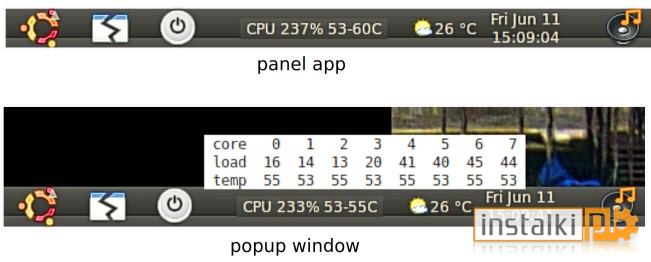 CPU 237% 53-60C 26 °C Fri Jun 11
15:09:04
panel app
core 0 1 2 3 4 5 6 7
load 16 14 13 20 41 40 45 44
temp 55 53 55 53 55 53 55 53
CPU 233% 53-55C 26 °C Fri Jun 11
instalki pl
popup window